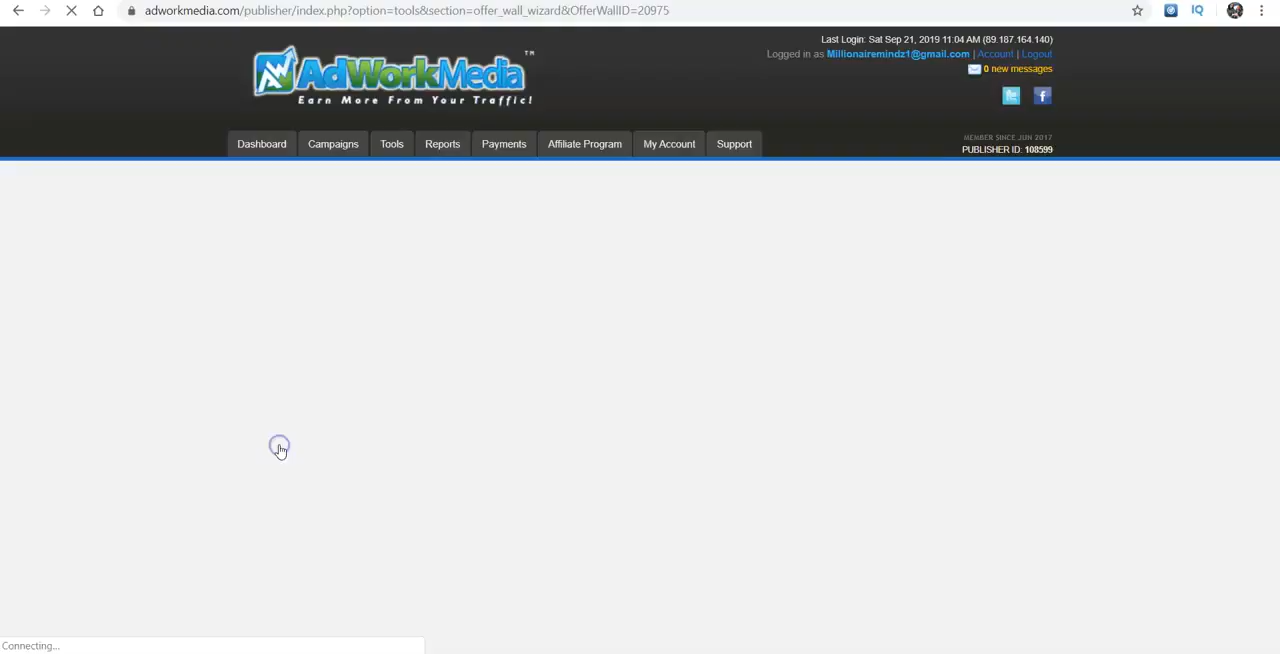 adworkmedia.com/publisher/index.php?option=tools&section=offer_wall_wizard&OfferWallID=20975
IQ
Last Login: Sat Sep 21, 2019 11:04 AM (89.187.164.140)
Logged in as Millionairemindz1@gmail.com | Account | Logout
0 new messages
AdWorkMedia™
Earn More From Your Traffic!
MEMBER SINCE JUN 2017
Dashboard Campaigns Tools Reports Payments Affiliate Program My Account Support
PUBLISHER ID: 108599
Connecting...